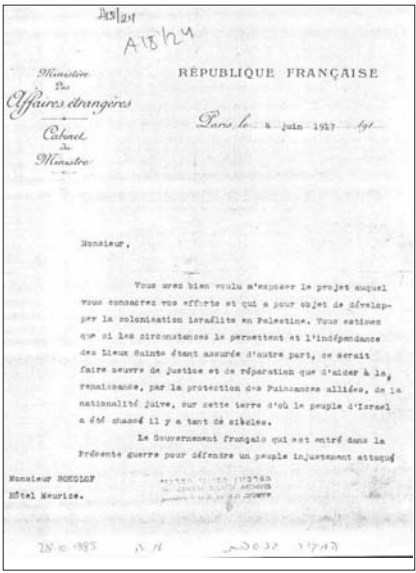 A18/24
A18/24
Ministère
Des
Affaires étrangères
Cabinet
du
Ministre
RÉPUBLIQUE FRANÇAISE
Paris, le 4 juin 1917 191
Monsieur,
Vous avez bien voulu m'exposer le projet auquel
vous consacrez vos efforts et qui a pour objet de dévelop-
per la colonisation israélite en Palestine. Vous estimez
que si les circonstances le permettent et l'indépendance
des Lieux Saints étant assurée d'autre part, ce serait
faire oeuvre de justice et de réparation que d'aider à la
renaissance, par la protection des Puissances alliées, de la
nationalité juive, sur cette terre d'où le peuple d'Israel
a été chassé il y a tant de siècles.
Le Gouvernement français qui est entré dans la
Présente guerre pour défendre un peuple injustement attaqué
Monsieur SOKOLOF
Hôtel Meurice.
28.10.1985